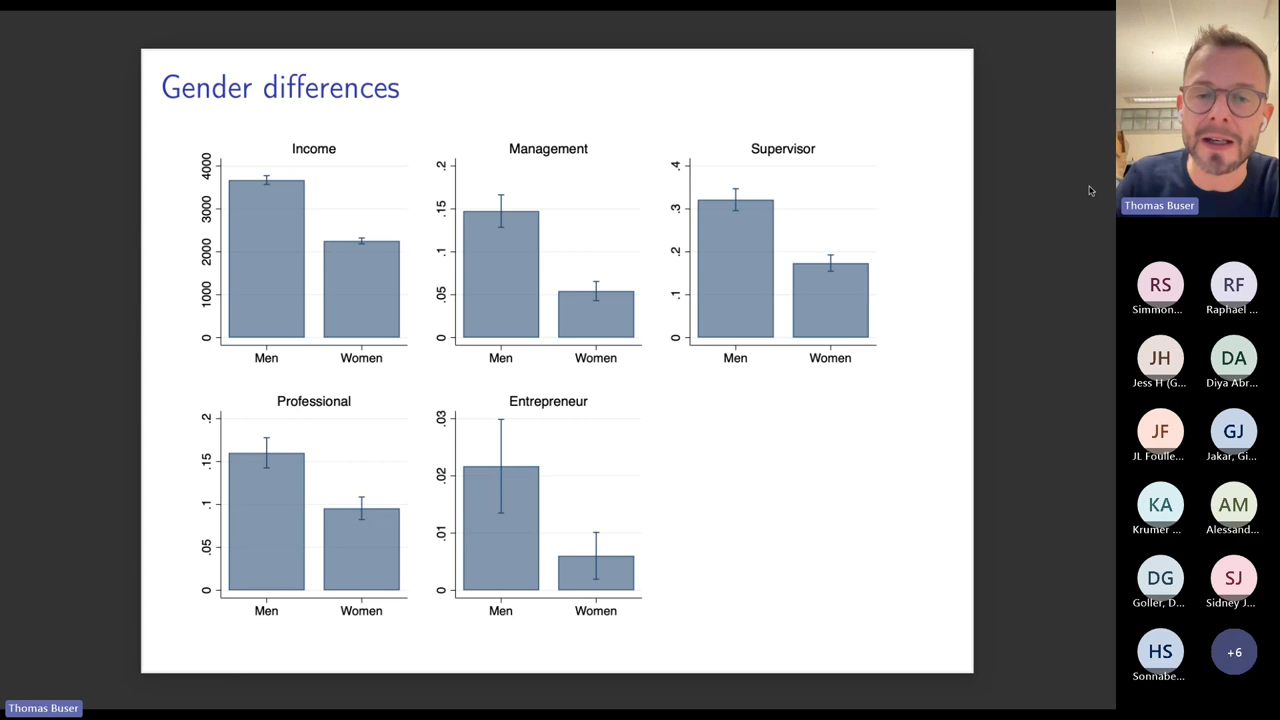 Gender differences
Income
Management
Supervisor
4000
3000
2000
1000
0
Men
Women
.2
.15
.1
.05
0
Men
Women
.4
.3
.2
.1
0
Men
Women
Professional
Entrepreneur
.2
.15
.1
.05
0
Men
Women
.03
.02
.01
0
Men
Women
Thomas Buser
RS
RF
Simmon...
Raphael ...
JH
DA
Jess H (G...
Diya Abr...
JF
GJ
JL Foulle...
Jakar, Gi...
KA
AM
Krumer ...
Alessand...
DG
SJ
Goller, D...
Sidney J...
HS
+6
Sonnabe...
Thomas Buser